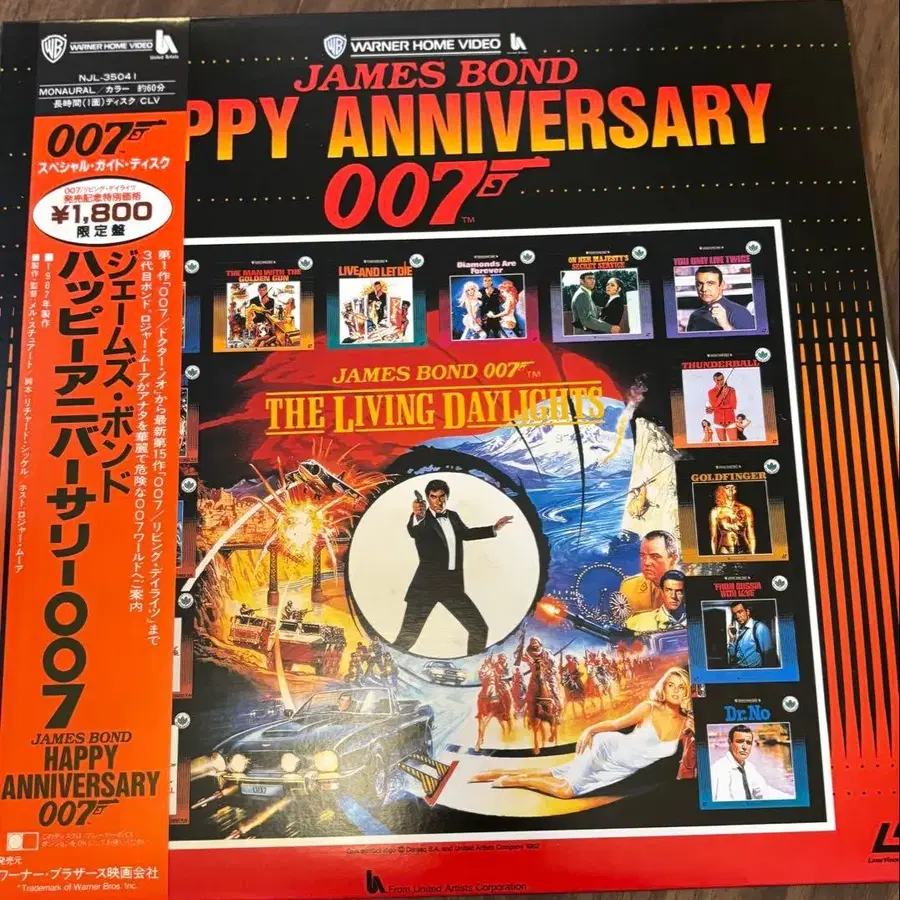 WB WARNER HOME VIDEO
United Artists
NJL-35041
MONAURAL/カラー 約60分
長時間(1面)ディスク CLV
007
スペシャル・ガイド・ディスク
007/リビング・デイライツ
発売記念特別価格
¥1,800
限定盤
ジェームズ・ボンド
ハッピーアニバーサリー007
第1作「007/ドクター・ノオ」から最新第15作「007/リビング・デイライツ」まで
3代目ボンド、ロジャー・ムーアがアナタを華麗で危険な007ワールドへご案内
■1987年製作
■製作・監督・メル・スチュアート/脚本・リチャード・シッケル、ホスト・ロジャー・ムーア
JAMES BOND
HAPPY
ANNIVERSARY
007
発売元
ワーナー・ブラザース映画会社
*Trademark of Warner Bros. Inc.
WB WARNER HOME VIDEO
JAMES BOND
PPY ANNIVERSARY
007 TM
THE MAN WITH THE
GOLDEN GUN
LIVE AND LET DIE
Diamonds Are
Forever
ON HER MAJESTY'S
SECRET SERVICE
YOU ONLY LIVE TWICE
THUNDERBALL
GOLDFINGER
FROM RUSSIA
WITH LOVE
Dr. No
JAMES BOND 007 TM
THE LIVING DAYLIGHTS
From United Artists Corporation